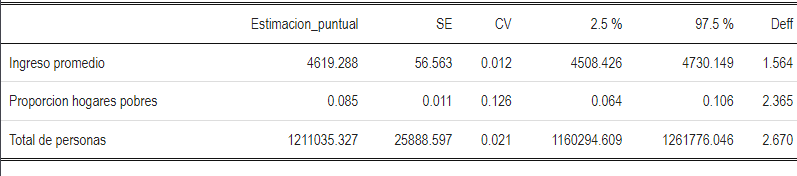 Estimacion_puntual SE CV 2.5 % 97.5 % Deff
Ingreso promedio 4619.288 56.563 0.012 4508.426 4730.149 1.564
Proporcion hogares pobres 0.085 0.011 0.126 0.064 0.106 2.365
Total de personas 1211035.327 25888.597 0.021 1160294.609 1261776.046 2.670